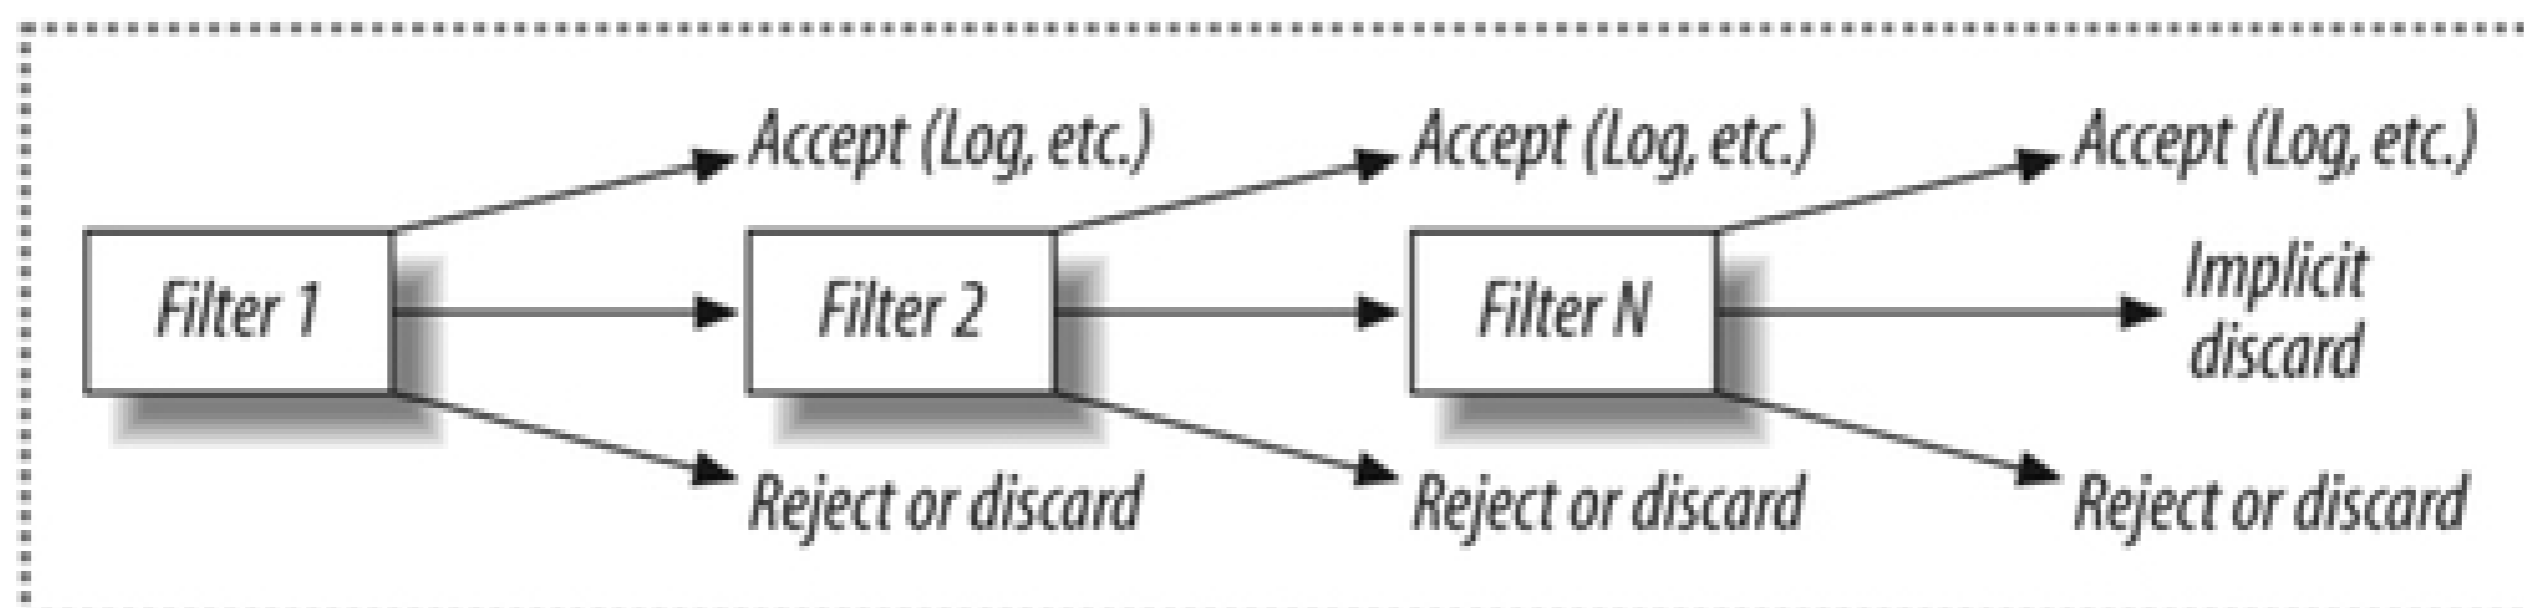 Accept (Log, etc.)
Accept (Log, etc.)
Accept (Log, etc.)
Filter 1
Filter 2
Filter N
Implicit
discard
Reject or discard
Reject or discard
Reject or discard